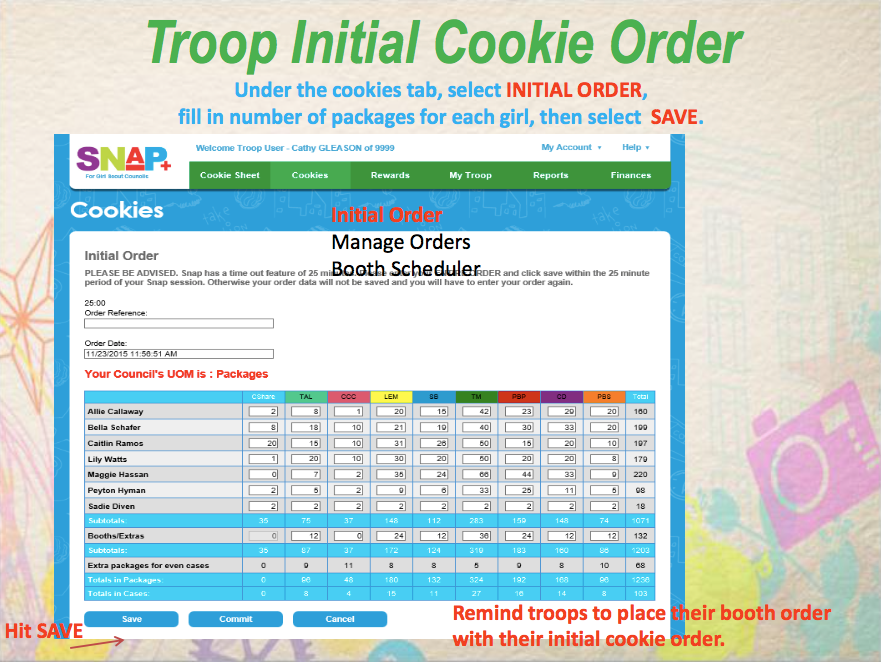 Troop Initial Cookie Order
Under the cookies tab, select INITIAL ORDER,
fill in number of packages for each girl, then select SAVE.
SNAP+
For Girl Scout Councils
Welcome Troop User - Cathy GLEASON of 9999
My Account Help
Cookie Sheet Cookies Rewards My Troop Reports Finances
Cookies
Initial Order
Manage Orders
Booth Scheduler
Initial Order
PLEASE BE ADVISED. Snap has a time out feature of 25 minutes. Please enter your ENTIRE ORDER and click save within the 25 minute
period of your Snap session. Otherwise your order data will not be saved and you will have to enter your order again.
25:00
Order Reference:
Order Date:
11/23/2015 11:56:51 AM
Your Council's UOM is : Packages
CShare TAL CCC LEM SB TM PBP CD PBS Total
Allie Callaway 2 8 1 20 15 42 23 29 20 160
Bella Schafer 8 18 10 21 19 40 30 33 20 199
Caitlin Ramos 20 15 10 31 26 50 15 20 10 197
Lily Watts 1 20 10 30 20 50 20 20 8 179
Maggie Hassan 0 7 2 35 24 66 44 33 9 220
Peyton Hyman 2 5 2 9 6 33 25 11 5 98
Sadie Diven 2 2 2 2 2 2 2 2 2 18
Subtotals: 35 75 37 148 112 283 159 148 74 1071
Booths/Extras 0 12 0 24 12 36 24 12 12 132
Subtotals: 35 87 37 172 124 319 183 160 86 1203
Extra packages for even cases 0 9 11 8 8 5 9 8 10 68
Totals in Packages: 0 96 48 180 132 324 192 168 96 1236
Totals in Cases: 0 8 4 15 11 27 16 14 8 103
Save Commit Cancel
Hit SAVE
Remind troops to place their booth order
with their initial cookie order.